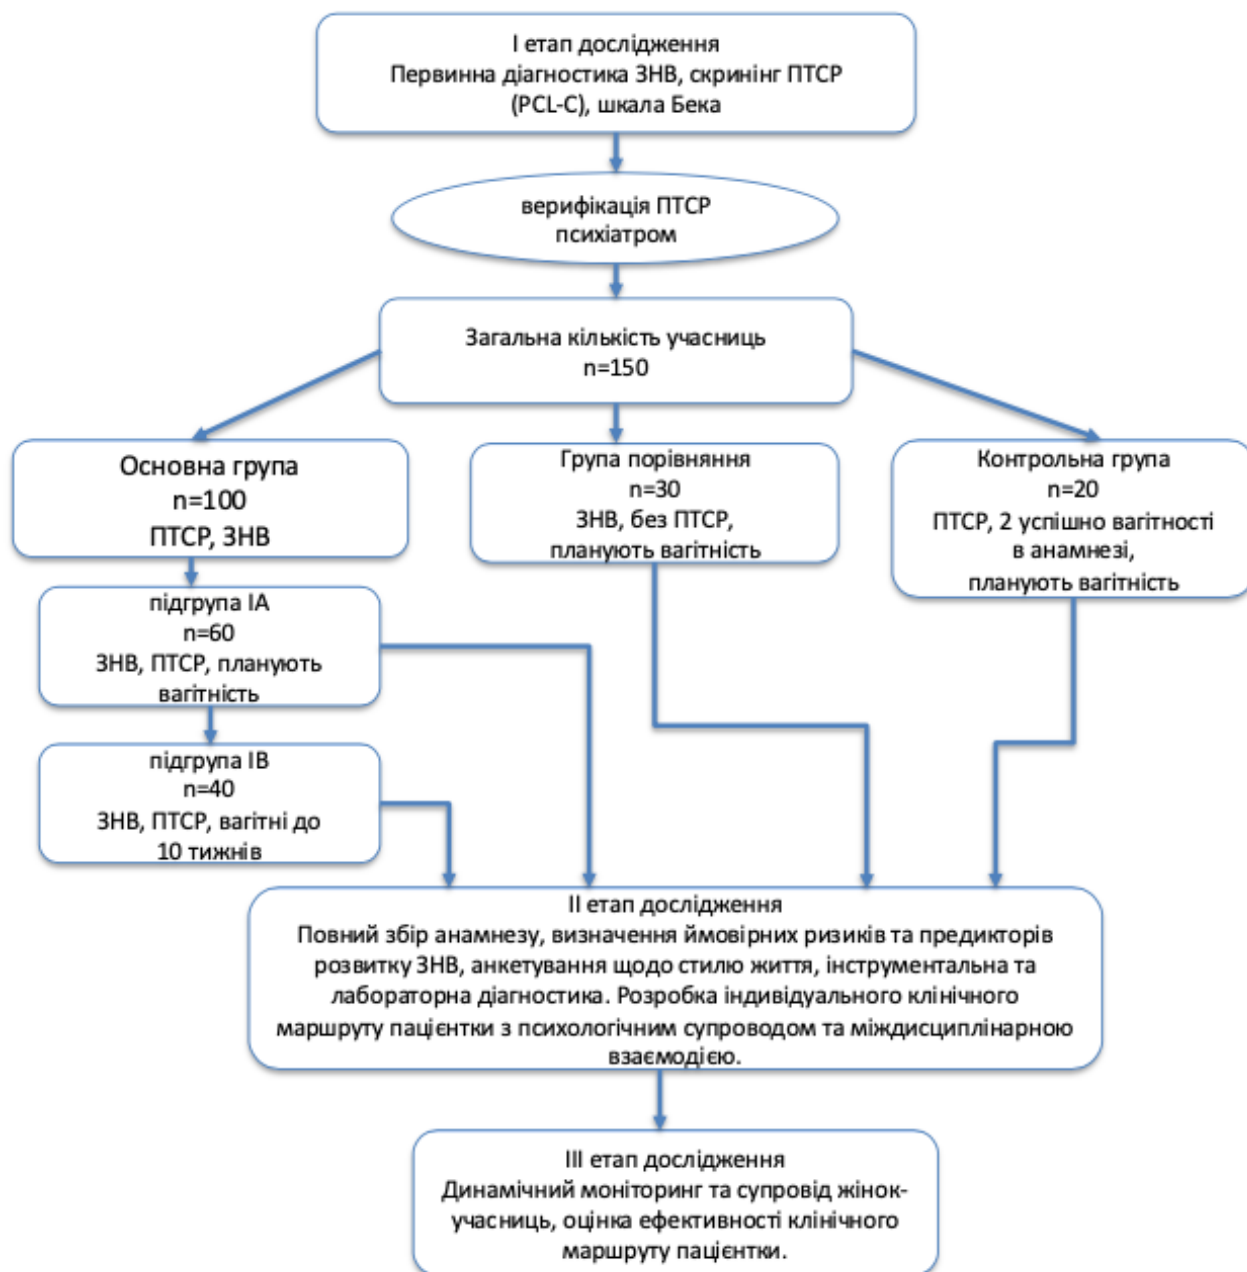 І етап дослідження
Первинна діагностика ЗНВ, скринінг ПТСР
(PCL-C), шкала Бека
верифікація ПТСР
психіатром
Загальна кількість учасниць
n=150
Основна група
n=100
ПТСР, ЗНВ
Група порівняння
n=30
ЗНВ, без ПТСР,
планують вагітність
Контрольна група
n=20
ПТСР, 2 успішно вагітності
в анамнезі,
планують вагітність
підгрупа ІА
n=60
ЗНВ, ПТСР, планують
вагітність
підгрупа ІВ
n=40
ЗНВ, ПТСР, вагітні до
10 тижнів
ІІ етап дослідження
Повний збір анамнезу, визначення ймовірних ризиків та предикторів
розвитку ЗНВ, анкетування щодо стилю життя, інструментальна та
лабораторна діагностика. Розробка індивідуального клінічного
маршруту пацієнтки з психологічним супроводом та міждисциплінарною
взаємодією.
ІІІ етап дослідження
Динамічний моніторинг та супровід жінок-
учасниць, оцінка ефективності клінічного
маршруту пацієнтки.